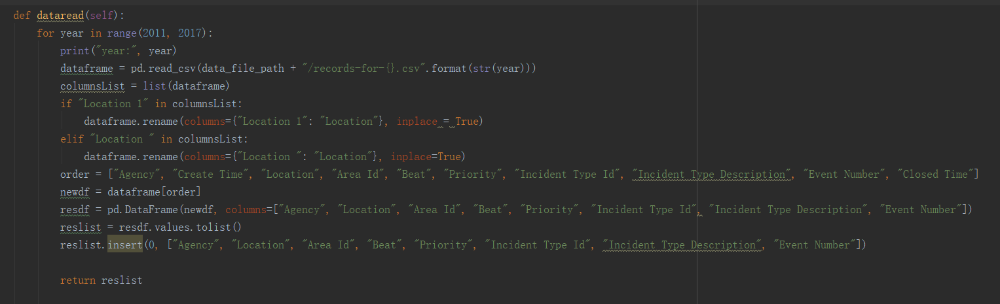 def dataread(self):
for year in range(2011, 2017):
print("year:", year)
dataframe = pd.read_csv(data_file_path + "/records-for-{}.csv".format(str(year)))
columnsList = list(dataframe)
if "Location 1" in columnsList:
dataframe.rename(columns={"Location 1": "Location"}, inplace = True)
elif "Location " in columnsList:
dataframe.rename(columns={"Location ": "Location"}, inplace=True)
order = ["Agency", "Create Time", "Location", "Area Id", "Beat", "Priority", "Incident Type Id", "Incident Type Description", "Event Number", "Closed Time"]
newdf = dataframe[order]
resdf = pd.DataFrame(newdf, columns=["Agency", "Location", "Area Id", "Beat", "Priority", "Incident Type Id", "Incident Type Description", "Event Number"])
reslist = resdf.values.tolist()
reslist.insert(0, ["Agency", "Location", "Area Id", "Beat", "Priority", "Incident Type Id", "Incident Type Description", "Event Number"])
return reslist